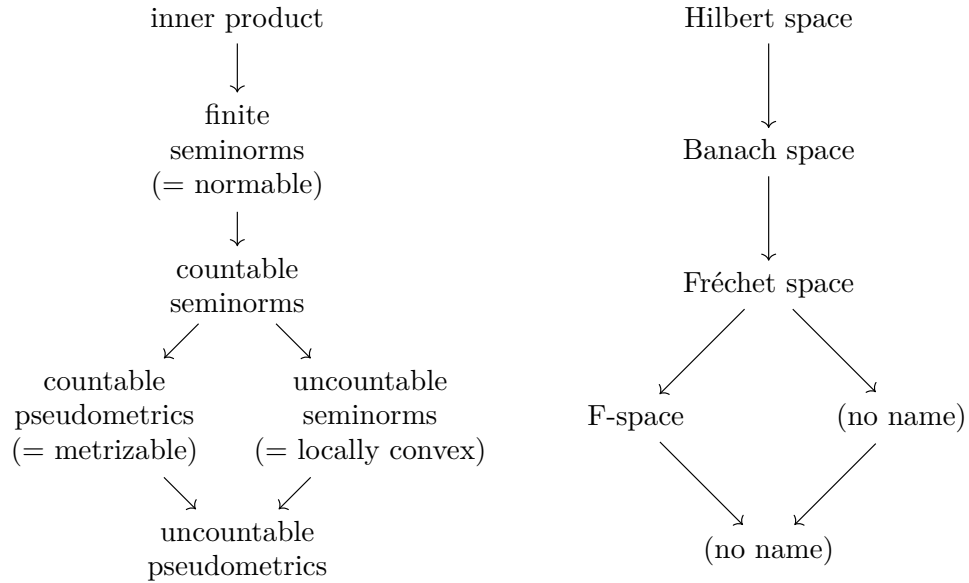 inner product
Hilbert space
finite
seminorms
(= normable)
Banach space
countable
seminorms
Fréchet space
countable
pseudometrics
(= metrizable)
uncountable
seminorms
(= locally convex)
F-space
(no name)
uncountable
pseudometrics
(no name)